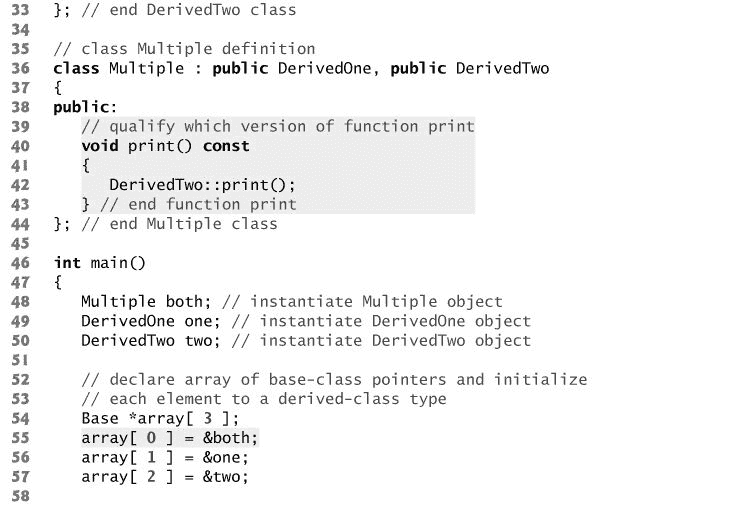 33 }; // end DerivedTwo class
34
35 // class Multiple definition
36 class Multiple : public DerivedOne, public DerivedTwo
37 {
38 public:
39    // qualify which version of function print
40    void print() const
41    {
42       DerivedTwo::print();
43    } // end function print
44 }; // end Multiple class
45
46 int main()
47 {
48    Multiple both; // instantiate Multiple object
49    DerivedOne one; // instantiate DerivedOne object
50    DerivedTwo two; // instantiate DerivedTwo object
51
52    // declare array of base-class pointers and initialize
53    // each element to a derived-class type
54    Base *array[ 3 ];
55    array[ 0 ] = &both;
56    array[ 1 ] = &one;
57    array[ 2 ] = &two;
58